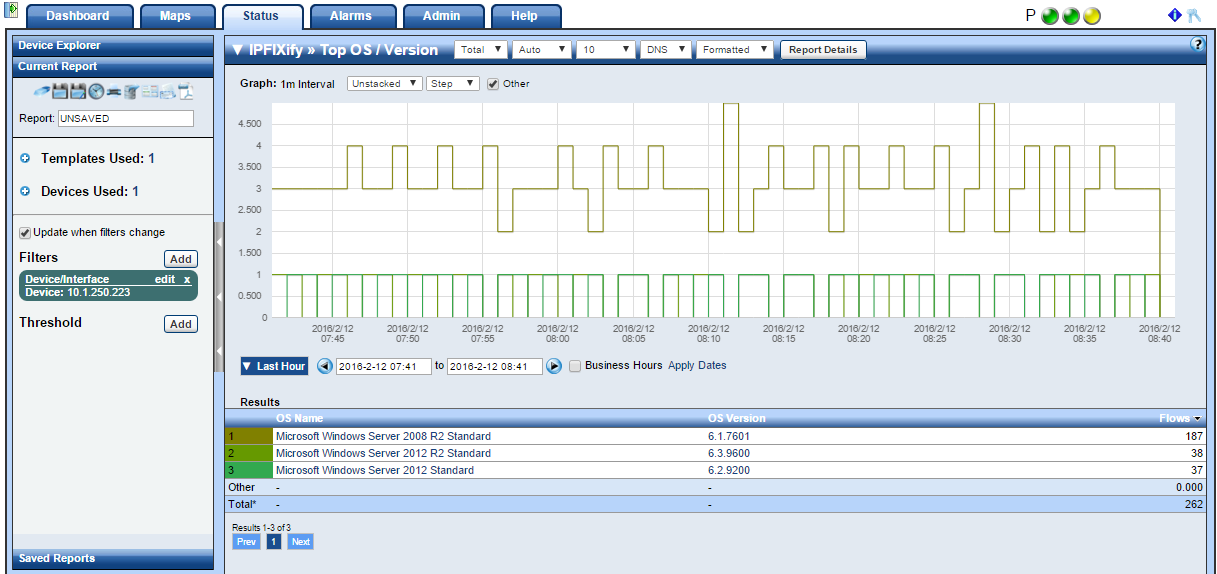 Dashboard Maps Status Alarms Admin Help P
Device Explorer
Current Report
Report: UNSAVED
Templates Used: 1
Devices Used: 1
Update when filters change
Filters Add
Device/Interface edit x
Device: 10.1.250.223
Threshold Add
Saved Reports
▼ IPFIXify » Top OS / Version Total ▼ Auto ▼ 10 ▼ DNS ▼ Formatted ▼ Report Details ?
Graph: 1m Interval Unstacked ▼ Step ▼ Other
4.500
4
3.500
3
2.500
2
1.500
1
0.500
0
2016/2/12 2016/2/12 2016/2/12 2016/2/12 2016/2/12 2016/2/12 2016/2/12 2016/2/12 2016/2/12 2016/2/12 2016/2/12 2016/2/12
07:45 07:50 07:55 08:00 08:05 08:10 08:15 08:20 08:25 08:30 08:35 08:40
▼ Last Hour 2016-2-12 07:41 to 2016-2-12 08:41 Business Hours Apply Dates
Results
OS Name OS Version Flows
1 Microsoft Windows Server 2008 R2 Standard 6.1.7601 187
2 Microsoft Windows Server 2012 R2 Standard 6.3.9600 38
3 Microsoft Windows Server 2012 Standard 6.2.9200 37
Other - - 0.000
Total* - - 262
Results 1-3 of 3
Prev 1 Next